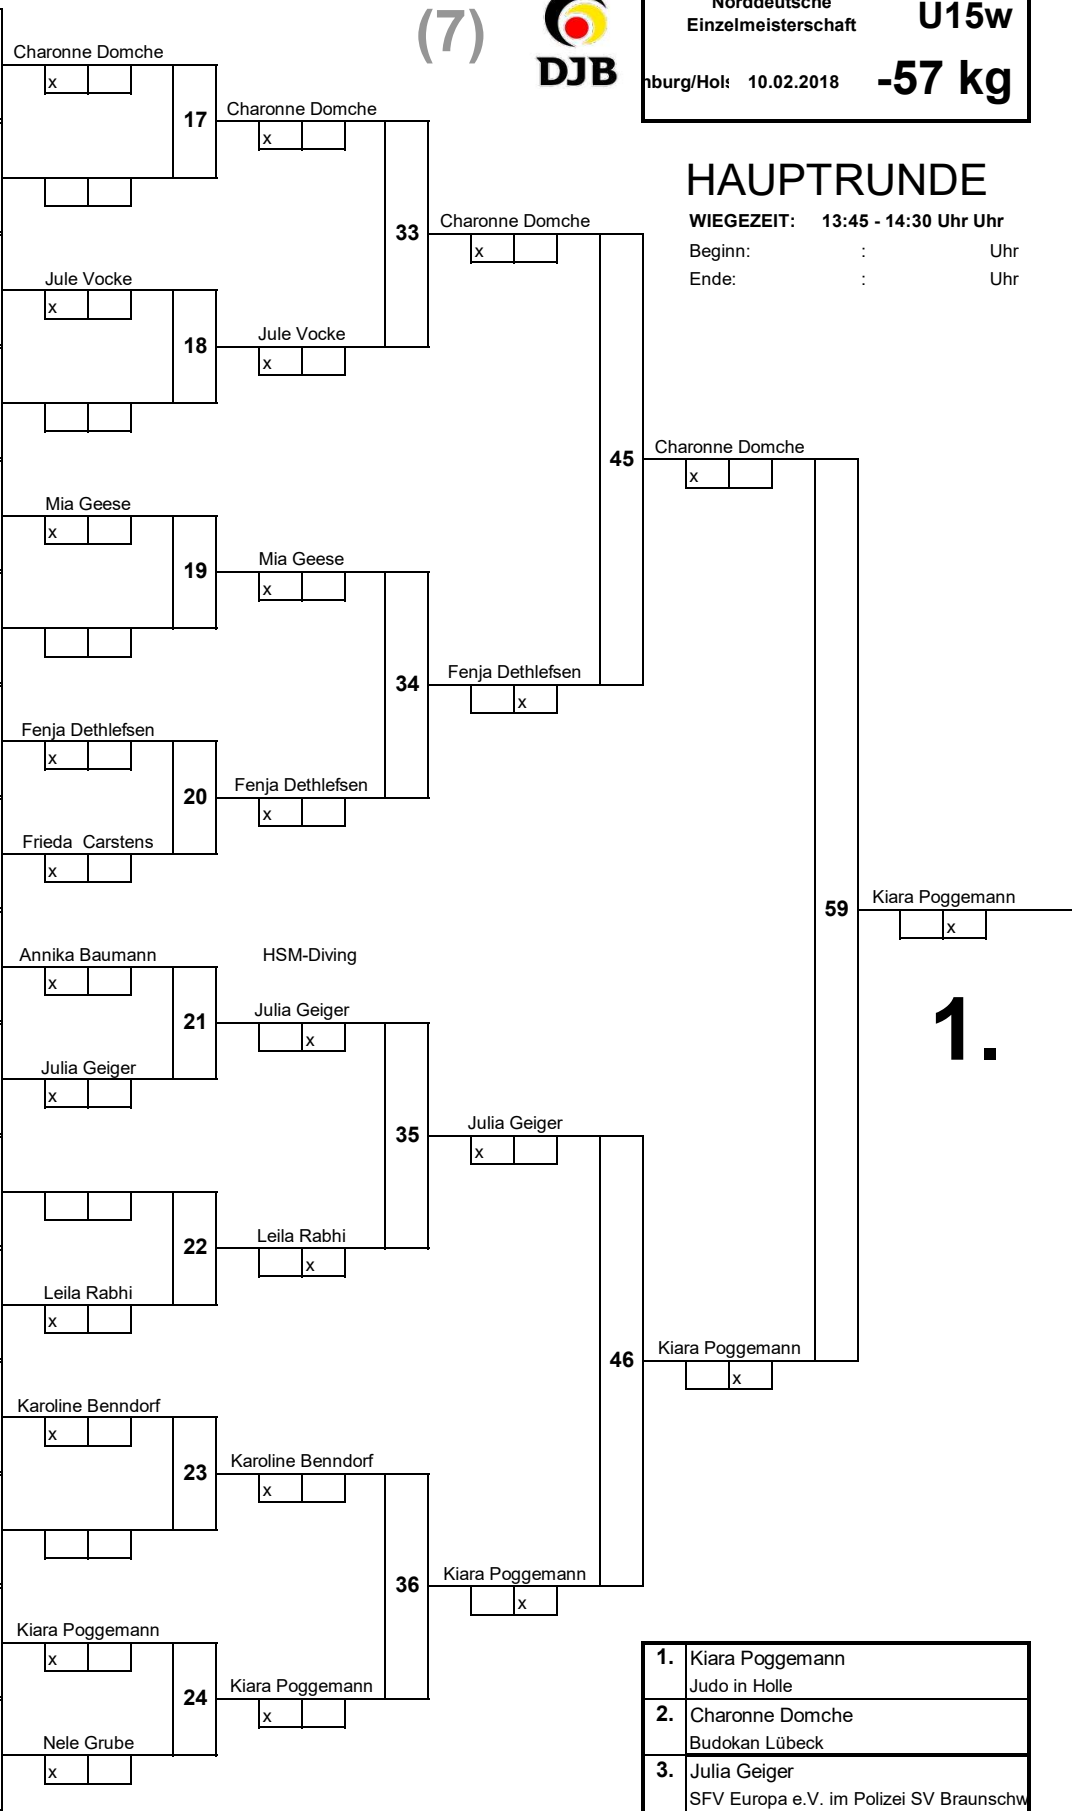 (7)
DJB
Norddeutsche
Einzelmeisterschaft
U15w
nburg/Hols 10.02.2018
-57 kg
HAUPTRUNDE
WIEGEZEIT: 13:45 - 14:30 Uhr Uhr
Beginn: : Uhr
Ende: : Uhr
Charonne Domche
x
17
Charonne Domche
x
33
Charonne Domche
x
Jule Vocke
x
18
Jule Vocke
x
45
Charonne Domche
x
Mia Geese
x
19
Mia Geese
x
34
Fenja Dethlefsen
x
Fenja Dethlefsen
x
20
Fenja Dethlefsen
x
Frieda Carstens
x
59
Kiara Poggemann
x
1.
Annika Baumann
x
HSM-Diving
21
Julia Geiger
x
Julia Geiger
x
35
Julia Geiger
x
22
Leila Rabhi
x
Leila Rabhi
x
46
Kiara Poggemann
x
Karoline Benndorf
x
23
Karoline Benndorf
x
36
Kiara Poggemann
x
Kiara Poggemann
x
24
Kiara Poggemann
x
Nele Grube
x
1. Kiara Poggemann
Judo in Holle
2. Charonne Domche
Budokan Lübeck
3. Julia Geiger
SFV Europa e.V. im Polizei SV Braunschw